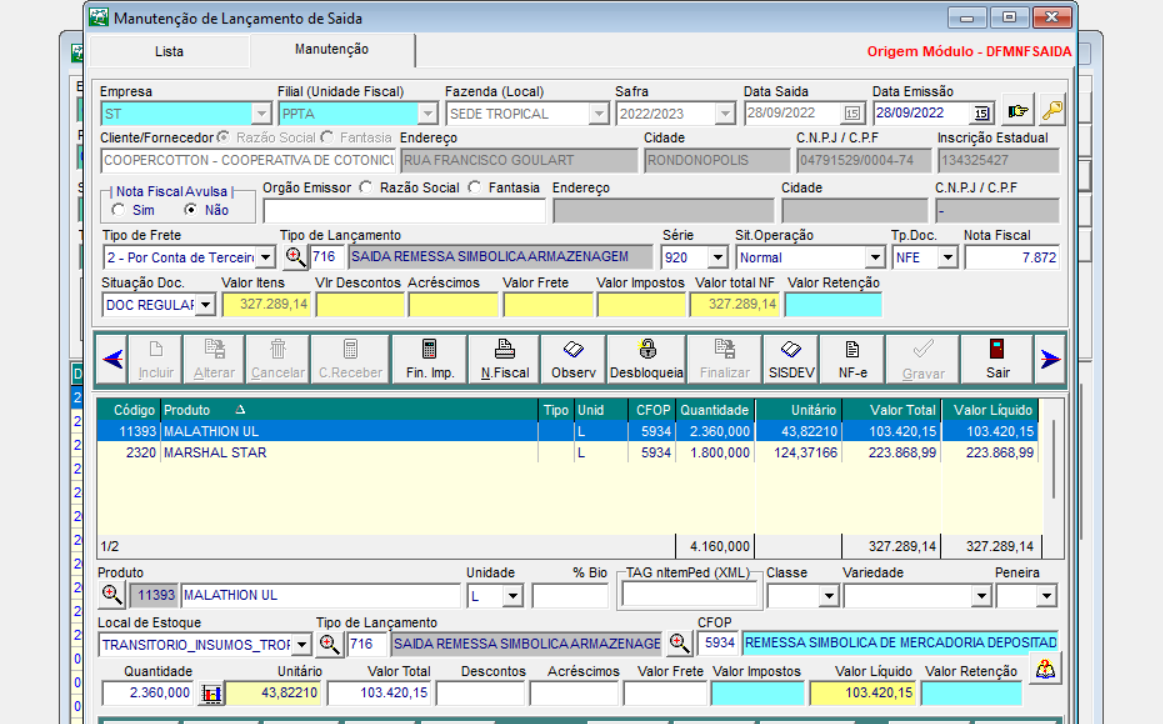 Manutenção de Lançamento de Saida
Lista Manutenção Origem Módulo - DFMNFSAIDA
Empresa Filial (Unidade Fiscal) Fazenda (Local) Safra Data Saida Data Emissão
ST PPTA SEDE TROPICAL 2022/2023 28/09/2022 15 28/09/2022 15
Cliente/Fornecedor Razão Social Fantasia Endereço Cidade C.N.P.J / C.P.F Inscrição Estadual
COOPERCOTTON - COOPERATIVA DE COTONICU RUA FRANCISCO GOULART RONDONOPOLIS 04791529/0004-74 134325427
| Nota Fiscal Avulsa | Orgão Emissor Razão Social Fantasia Endereço Cidade C.N.P.J / C.P.F
Sim Não -
Tipo de Frete Tipo de Lançamento Série Sit.Operação Tp.Doc. Nota Fiscal
2 - Por Conta de Terceir 716 SAIDA REMESSA SIMBOLICA ARMAZENAGEM 920 Normal NFE 7.872
Situação Doc. Valor Itens Vlr Descontos Acréscimos Valor Frete Valor Impostos Valor total NF Valor Retenção
DOC REGULAR 327.289,14 327.289,14
Incluir Alterar Cancelar C.Receber Fin. Imp. N.Fiscal Observ Desbloqueia Finalizar SISDEV NF-e Gravar Sair
Código Produto Tipo Unid CFOP Quantidade Unitário Valor Total Valor Líquido
11393 MALATHION UL L 5934 2.360,000 43,82210 103.420,15 103.420,15
2320 MARSHAL STAR L 5934 1.800,000 124,37166 223.868,99 223.868,99
1/2 4.160,000 327.289,14 327.289,14
Produto Unidade % Bio TAG nItemPed (XML) Classe Variedade Peneira
11393 MALATHION UL L
Local de Estoque Tipo de Lançamento CFOP
TRANSITORIO_INSUMOS_TROP 716 SAIDA REMESSA SIMBOLICA ARMAZENAGE 5934 REMESSA SIMBOLICA DE MERCADORIA DEPOSITAD
Quantidade Unitário Valor Total Descontos Acréscimos Valor Frete Valor Impostos Valor Líquido Valor Retenção
2.360,000 43,82210 103.420,15 103.420,15